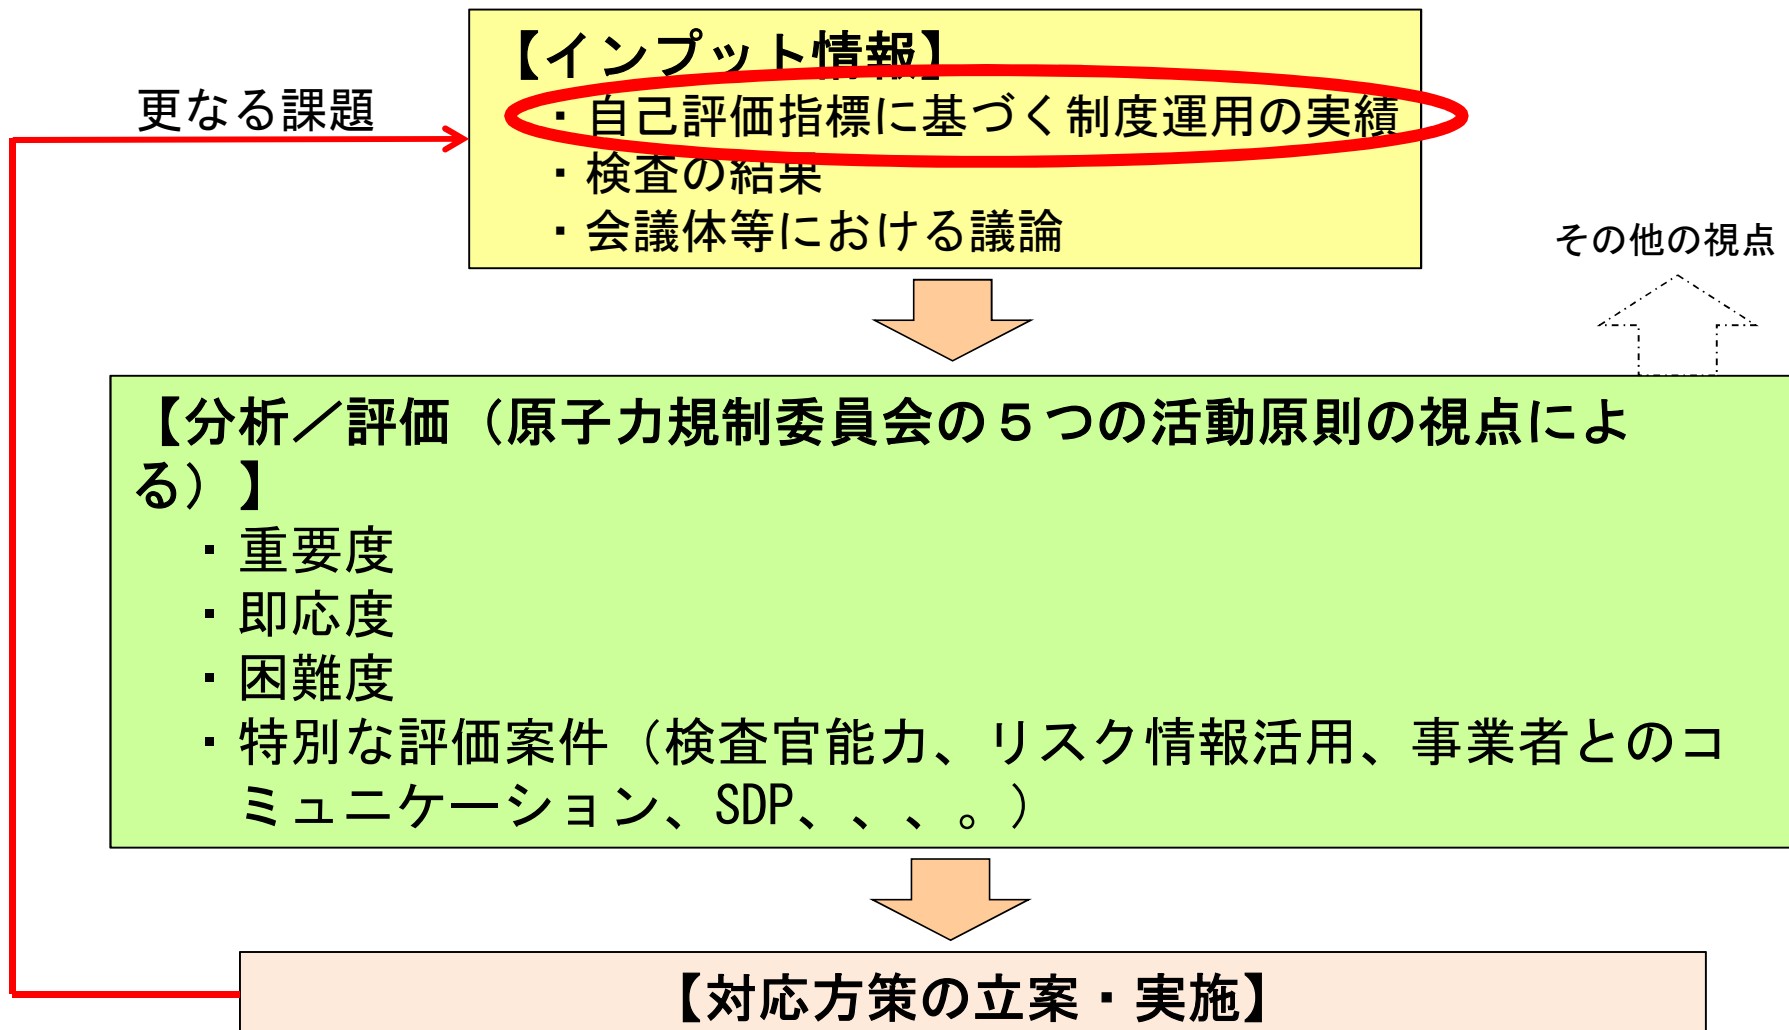 【インプット情報】
更なる課題
・自己評価指標に基づく制度運用の実績
・検査の結果
・会議体等における議論
その他の視点
【分析／評価（原子力規制委員会の５つの活動原則の視点によ
る）】
・重要度
・即応度
・困難度
・特別な評価案件（検査官能力、リスク情報活用、事業者とのコ
ミュニケーション、SDP、、、。）
【対応方策の立案・実施】